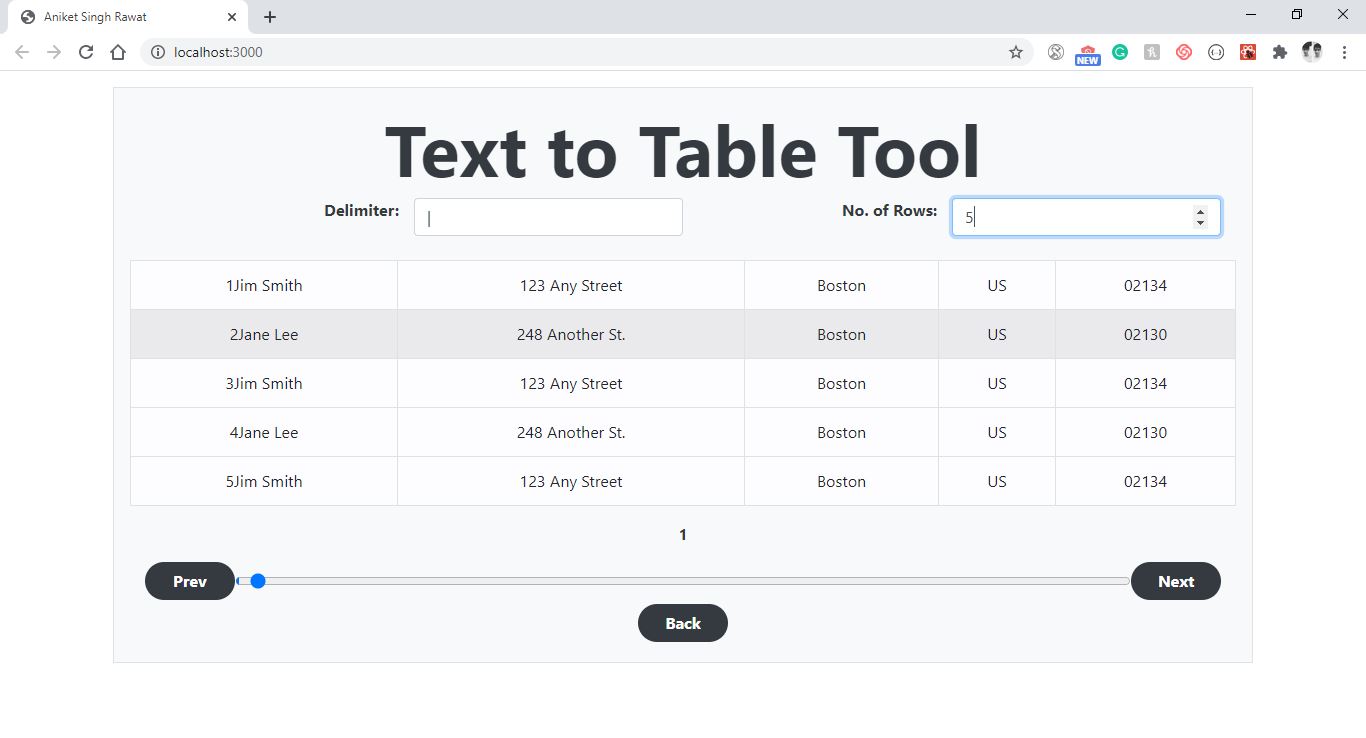 Aniket Singh Rawat
localhost:3000
NEW
Text to Table Tool
Delimiter: | No. of Rows: 5
1Jim Smith 123 Any Street Boston US 02134
2Jane Lee 248 Another St. Boston US 02130
3Jim Smith 123 Any Street Boston US 02134
4Jane Lee 248 Another St. Boston US 02130
5Jim Smith 123 Any Street Boston US 02134
1
Prev Next
Back